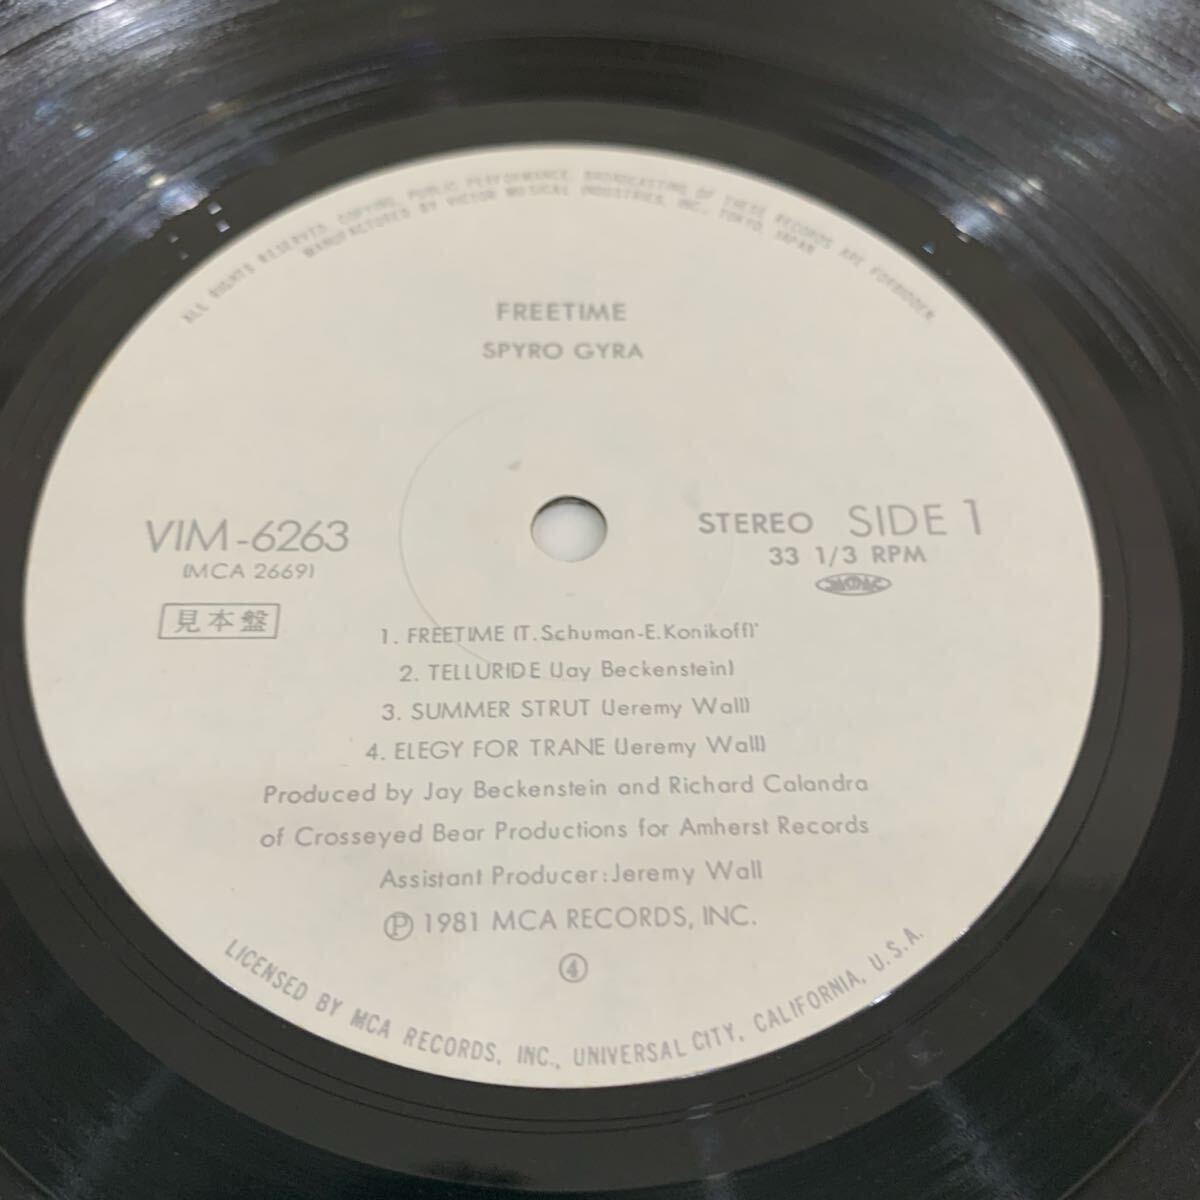 ALL RIGHTS RESERVED. COPYING, PUBLIC PERFORMANCE, BROADCASTING OF THESE RECORDS ARE FORBIDDEN.
MANUFACTURED BY VICTOR MUSICAL INDUSTRIES, INC., TOKYO, JAPAN
FREETIME
SPYRO GYRA
VIM-6263
(MCA 2669)
見本盤
STEREO SIDE 1
33 1/3 RPM
1. FREETIME (T.Schuman-E.Konikoff)
2. TELLURIDE (Jay Beckenstein)
3. SUMMER STRUT (Jeremy Wall)
4. ELEGY FOR TRANE (Jeremy Wall)
Produced by Jay Beckenstein and Richard Calandra
of Crosseyed Bear Productions for Amherst Records
Assistant Producer:Jeremy Wall
Ⓟ 1981 MCA RECORDS, INC.
④
LICENSED BY MCA RECORDS, INC., UNIVERSAL CITY, CALIFORNIA, U.S.A.